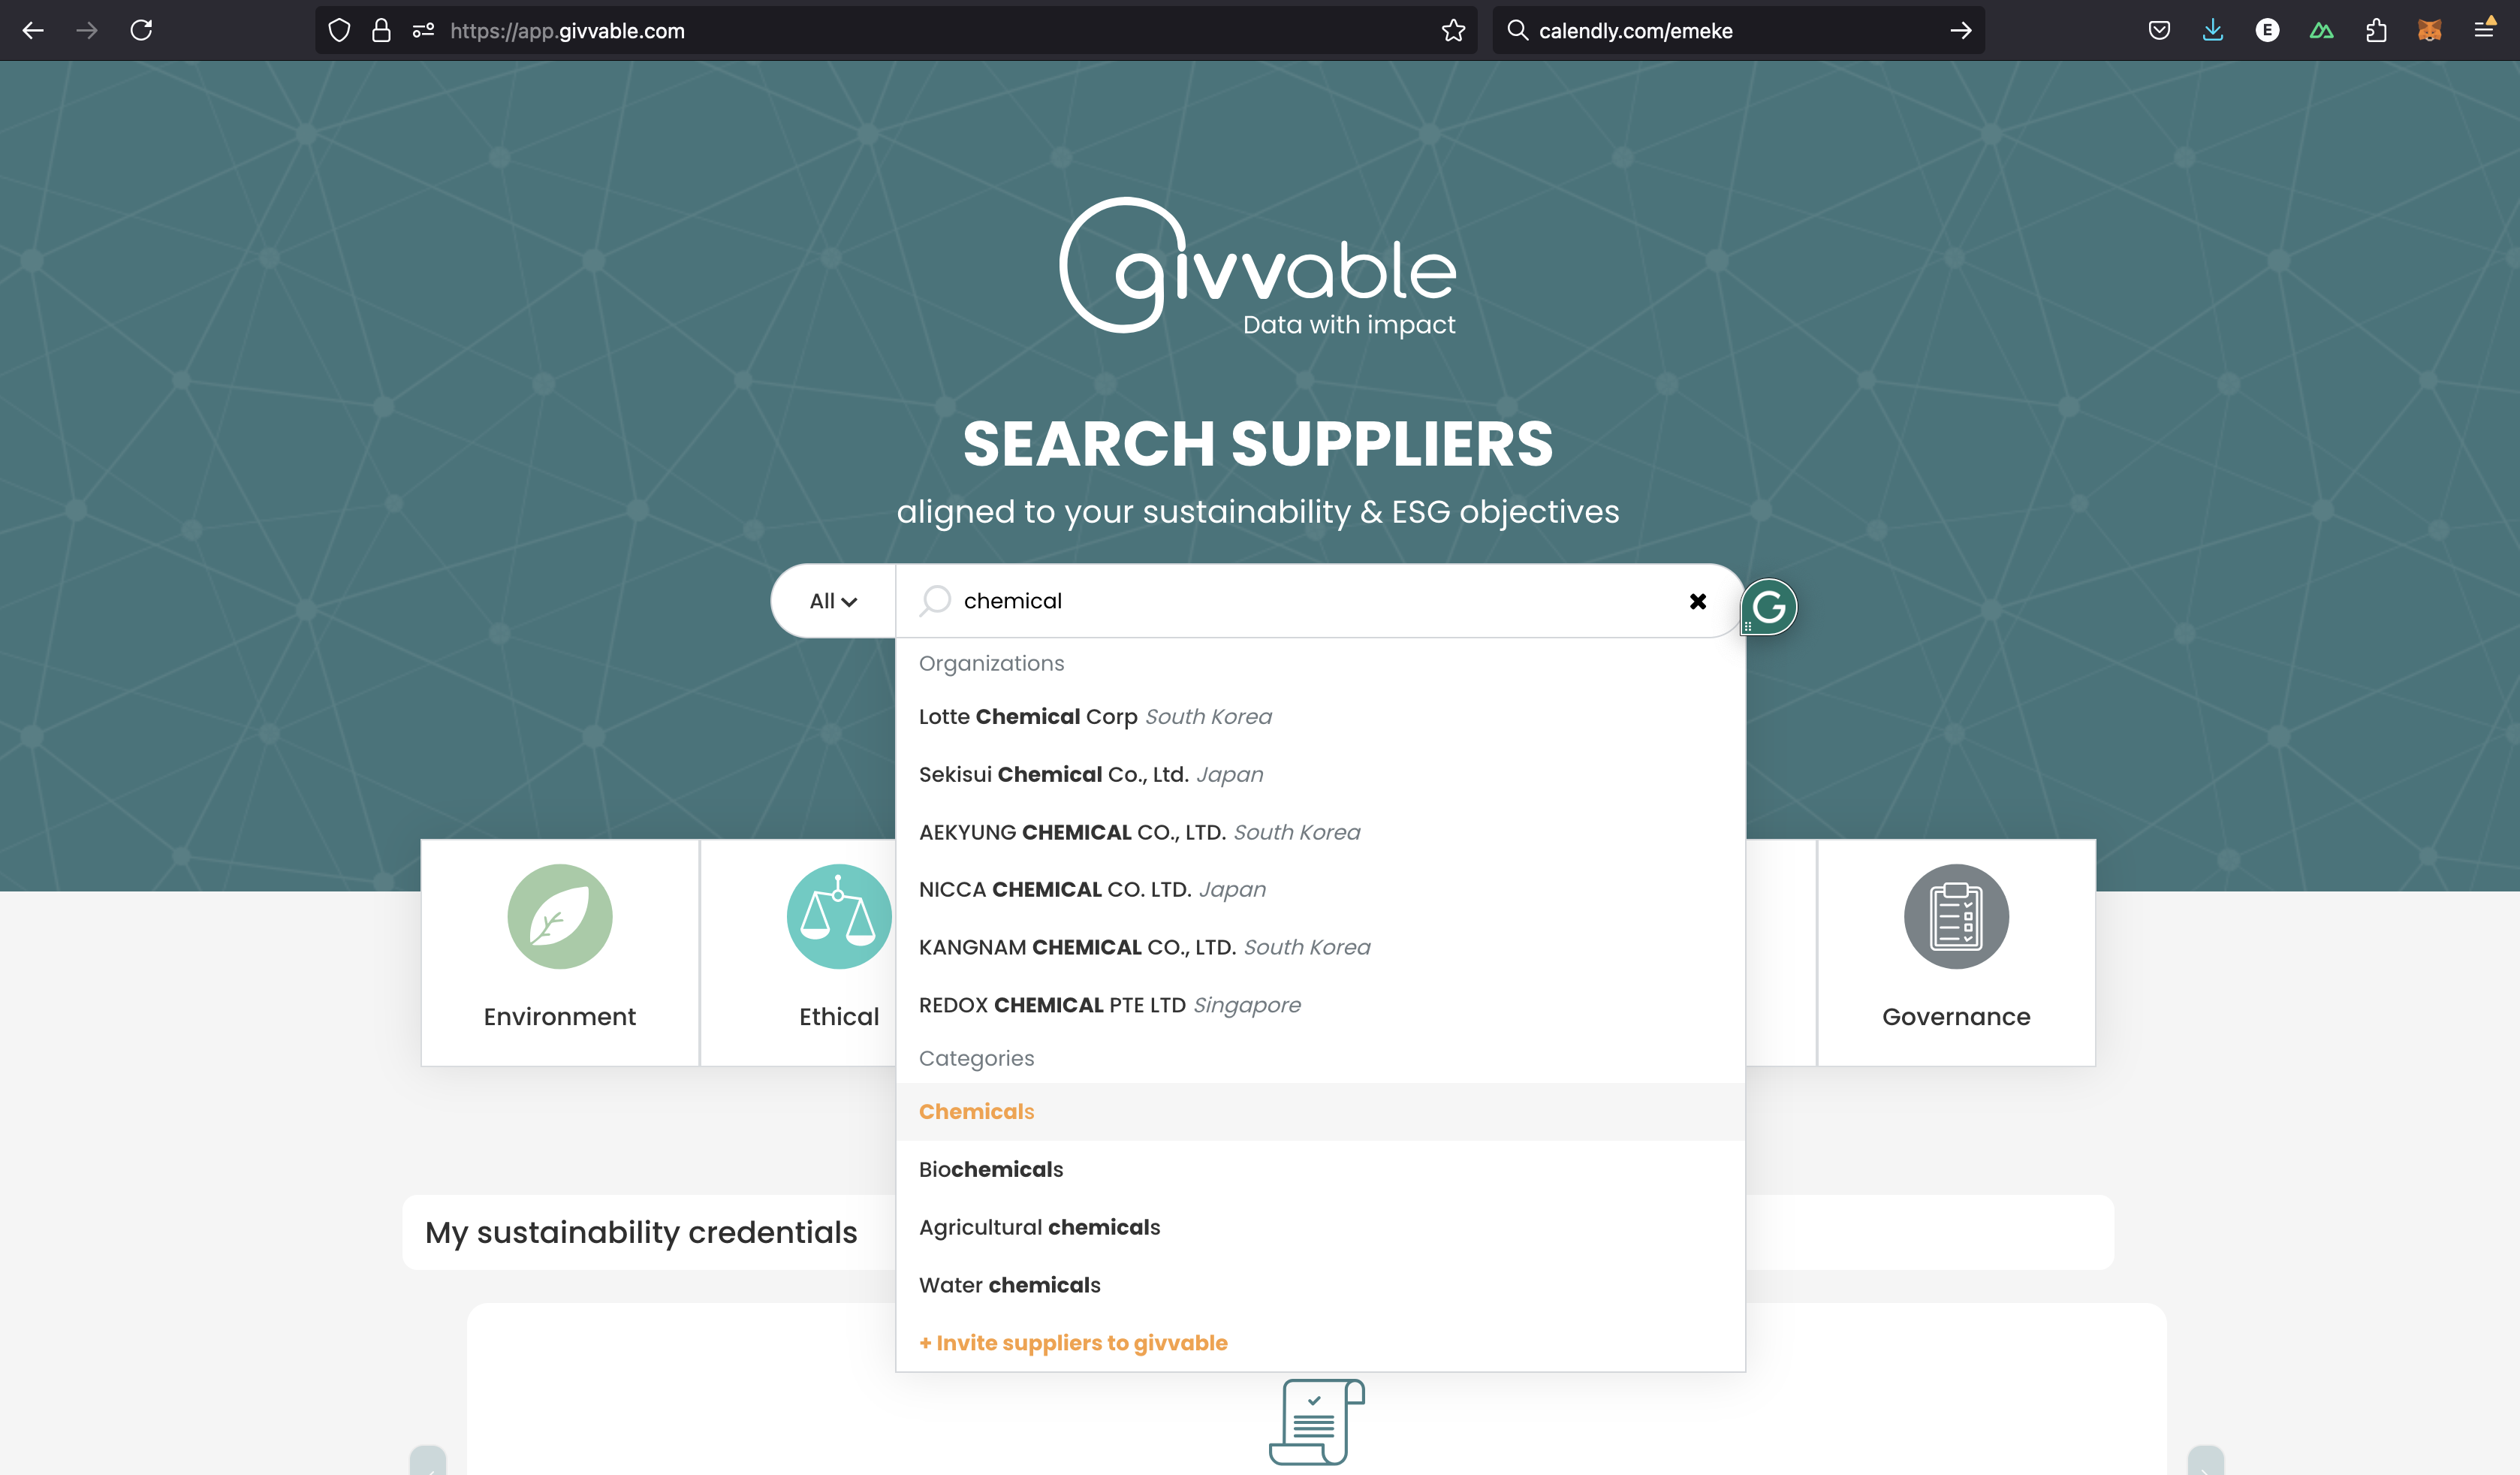 https://app.givvable.com
calendly.com/emeke
E
givvable
Data with impact
SEARCH SUPPLIERS
aligned to your sustainability & ESG objectives
All
chemical
G
Organizations
Lotte Chemical Corp South Korea
Sekisui Chemical Co., Ltd. Japan
AEKYUNG CHEMICAL CO., LTD. South Korea
NICCA CHEMICAL CO. LTD. Japan
KANGNAM CHEMICAL CO., LTD. South Korea
REDOX CHEMICAL PTE LTD Singapore
Environment
Ethical
Governance
Categories
Chemicals
Biochemicals
Agricultural chemicals
Water chemicals
+ Invite suppliers to givvable
My sustainability credentials